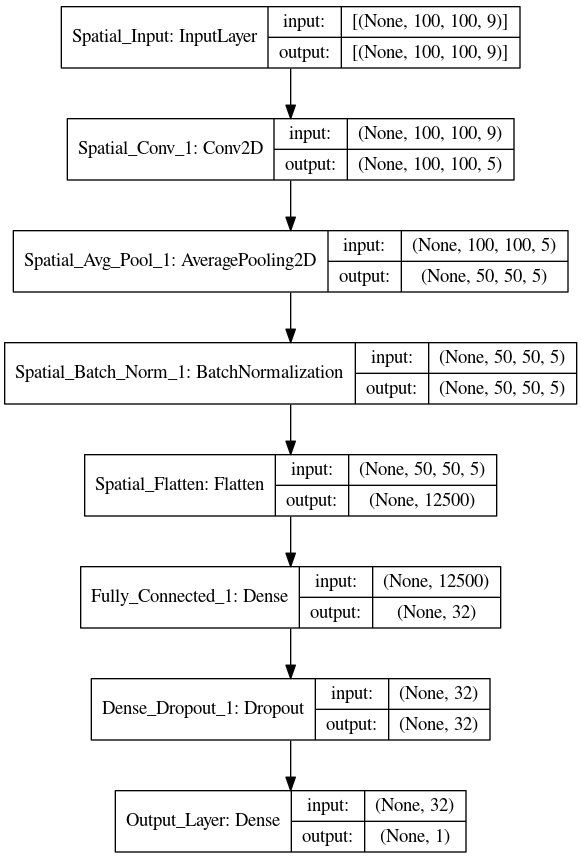 Spatial_Input: InputLayer
input: [(None, 100, 100, 9)]
output: [(None, 100, 100, 9)]
Spatial_Conv_1: Conv2D
input: (None, 100, 100, 9)
output: (None, 100, 100, 5)
Spatial_Avg_Pool_1: AveragePooling2D
input: (None, 100, 100, 5)
output: (None, 50, 50, 5)
Spatial_Batch_Norm_1: BatchNormalization
input: (None, 50, 50, 5)
output: (None, 50, 50, 5)
Spatial_Flatten: Flatten
input: (None, 50, 50, 5)
output: (None, 12500)
Fully_Connected_1: Dense
input: (None, 12500)
output: (None, 32)
Dense_Dropout_1: Dropout
input: (None, 32)
output: (None, 32)
Output_Layer: Dense
input: (None, 32)
output: (None, 1)